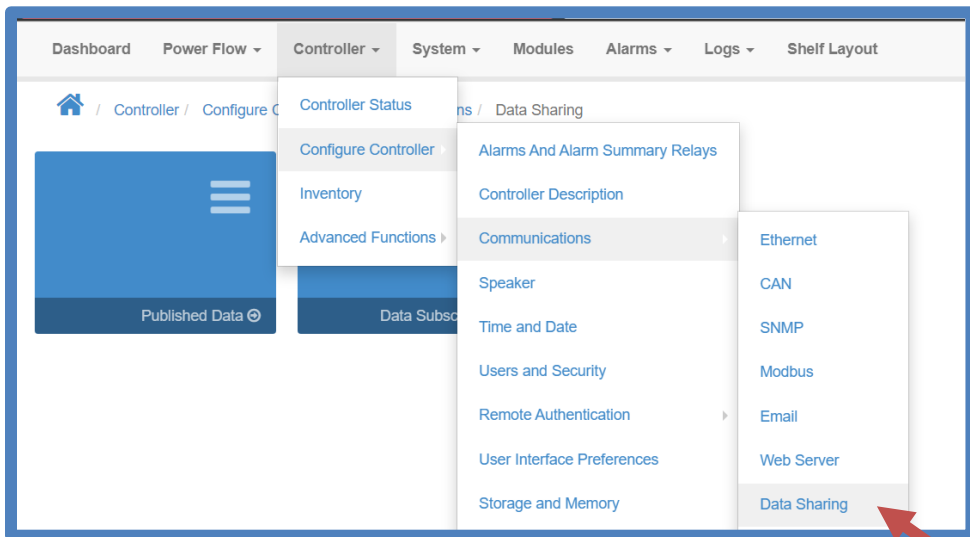 Dashboard Power Flow Controller System Modules Alarms Logs Shelf Layout
/ Controller / Configure C
ns / Data Sharing
Controller Status
Configure Controller
Inventory
Advanced Functions
Alarms And Alarm Summary Relays
Controller Description
Communications
Speaker
Time and Date
Users and Security
Remote Authentication
User Interface Preferences
Storage and Memory
Ethernet
CAN
SNMP
Modbus
Email
Web Server
Data Sharing
Published Data
Data Subsc